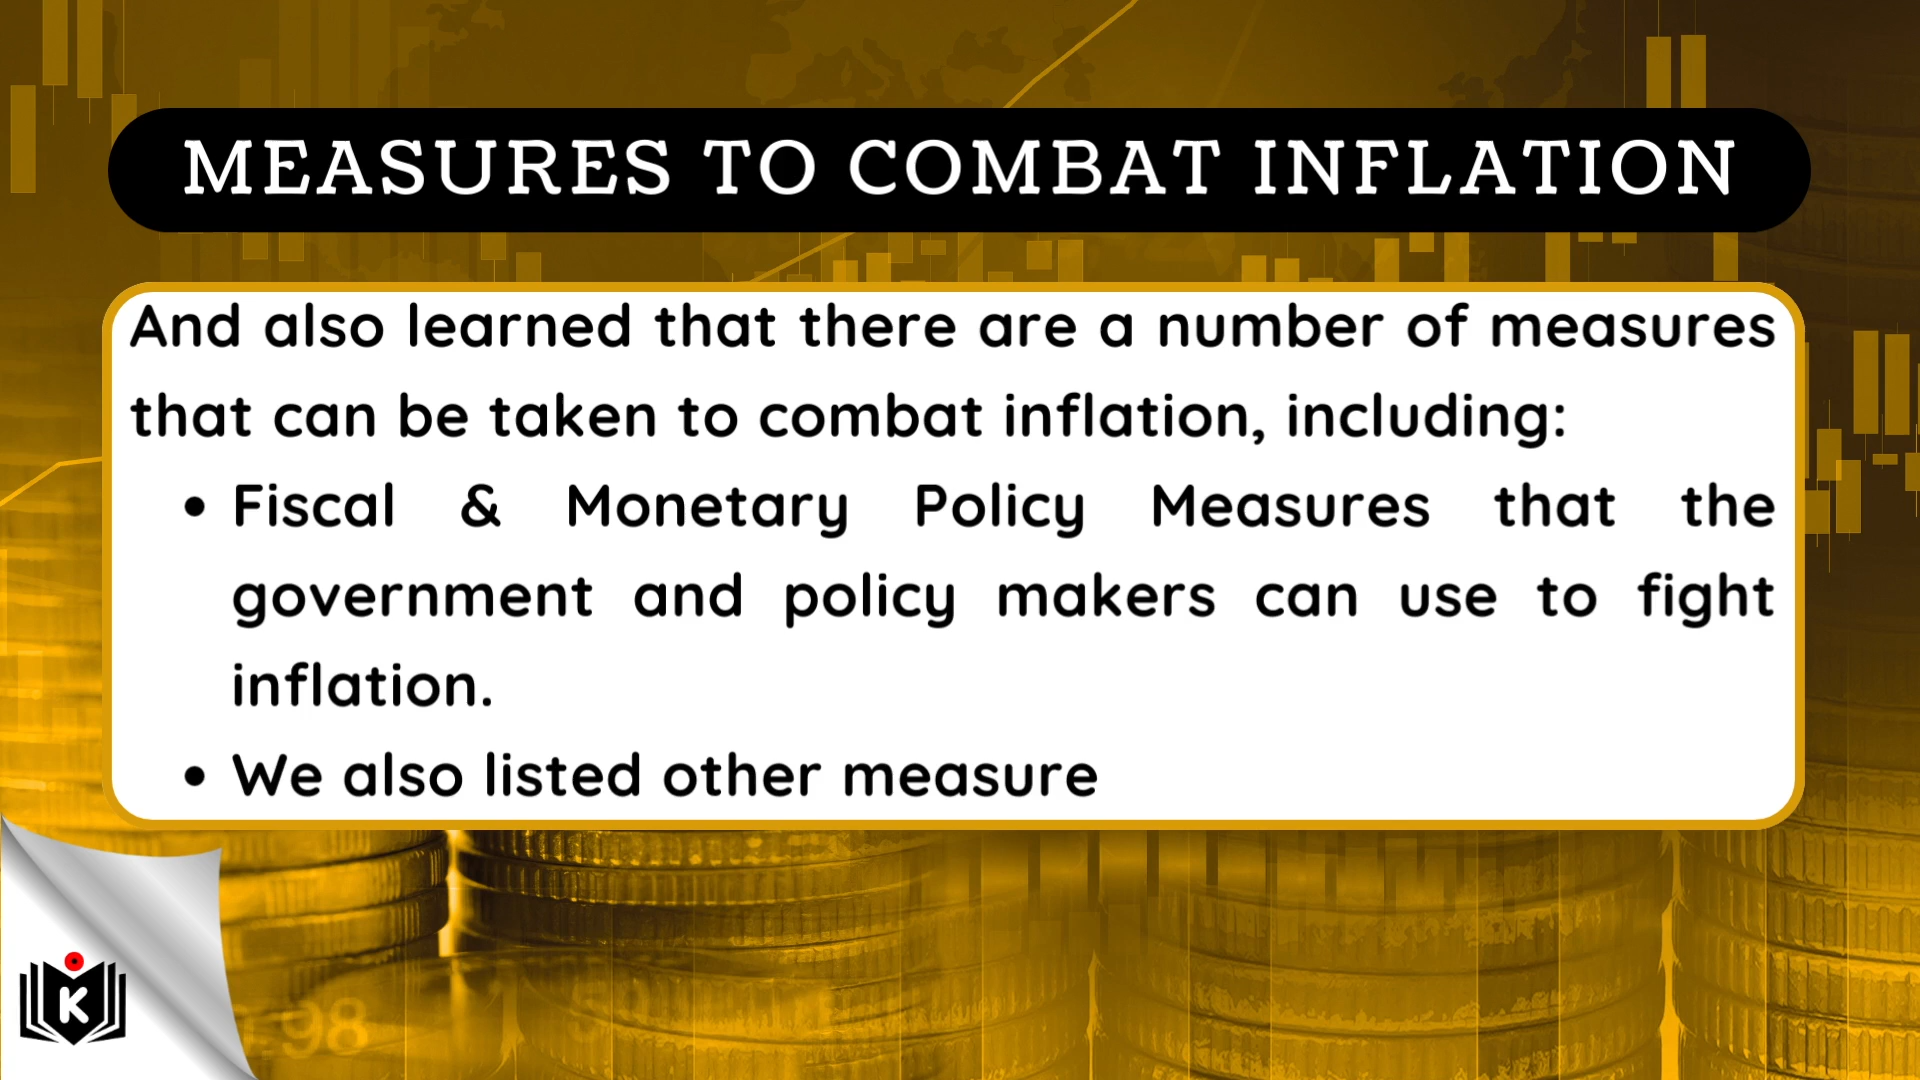 MEASURES TO COMBAT INFLATION
And also learned that there are a number of measures
that can be taken to combat inflation, including:
• Fiscal & Monetary Policy Measures that the
government and policy makers can use to fight
inflation.
• We also listed other measure
K
98